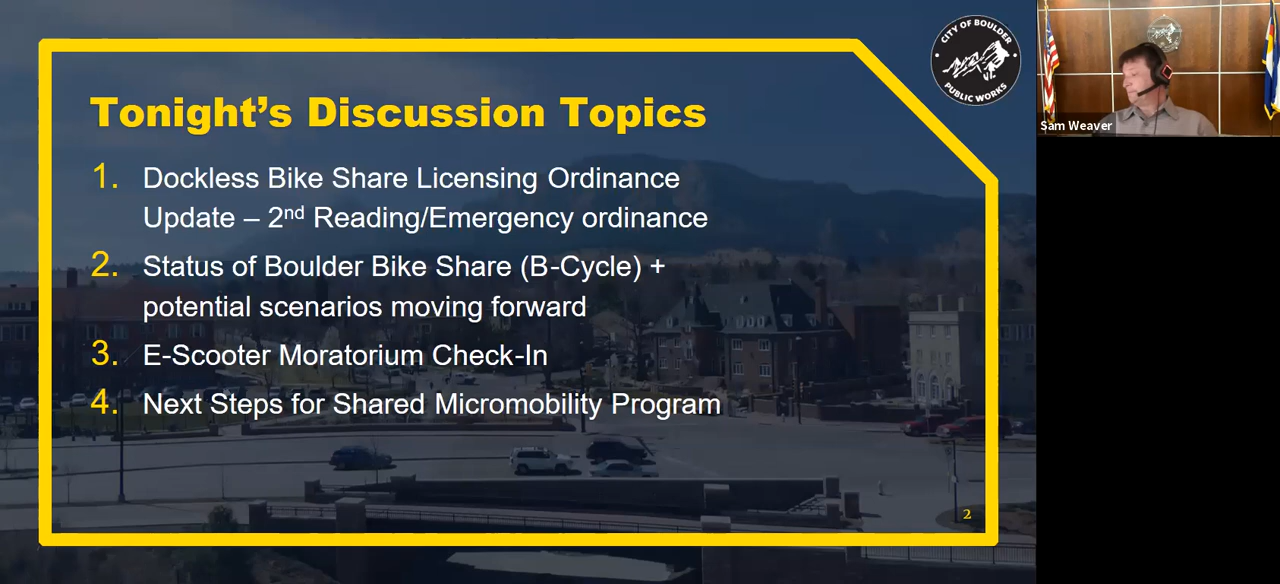 CITY OF BOULDER
PUBLIC WORKS
Sam Weaver
Tonight's Discussion Topics
1. Dockless Bike Share Licensing Ordinance
Update – 2nd Reading/Emergency ordinance
2. Status of Boulder Bike Share (B-Cycle) +
potential scenarios moving forward
3. E-Scooter Moratorium Check-In
4. Next Steps for Shared Micromobility Program
2